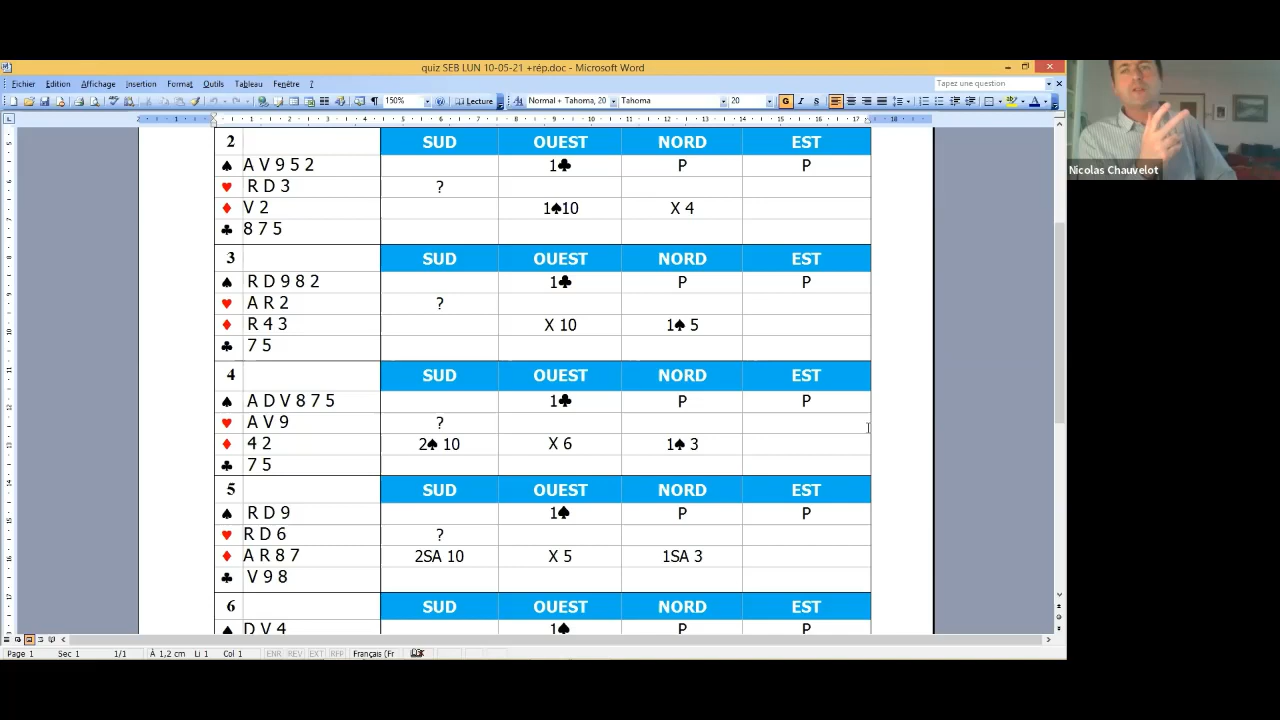 quiz SEB LUN 10-05-21 +rép.doc - Microsoft Word
Fichier Edition Affichage Insertion Format Outils Tableau Fenêtre ?
Tapez une question
150% Lecture Normal + Tahoma, 20 Tahoma 20 G I S
2 SUD OUEST NORD EST
♠ A V 9 5 2 1♣ P P
♥ R D 3 ?
♦ V 2 1♠10 X 4
♣ 8 7 5
3 SUD OUEST NORD EST
♠ R D 9 8 2 1♣ P P
♥ A R 2 ?
♦ R 4 3 X 10 1♠ 5
♣ 7 5
4 SUD OUEST NORD EST
♠ A D V 8 7 5 1♣ P P
♥ A V 9 ?
♦ 4 2 2♠ 10 X 6 1♠ 3
♣ 7 5
5 SUD OUEST NORD EST
♠ R D 9 1♠ P P
♥ R D 6 ?
♦ A R 8 7 2SA 10 X 5 1SA 3
♣ V 9 8
6 SUD OUEST NORD EST
♠ D V 4 1♠ P P
Page 1 Sec 1 1/1 À 1,2 cm Li 1 Col 1 ENR REV EXT RFP Français (Fr
Nicolas Chauvelot